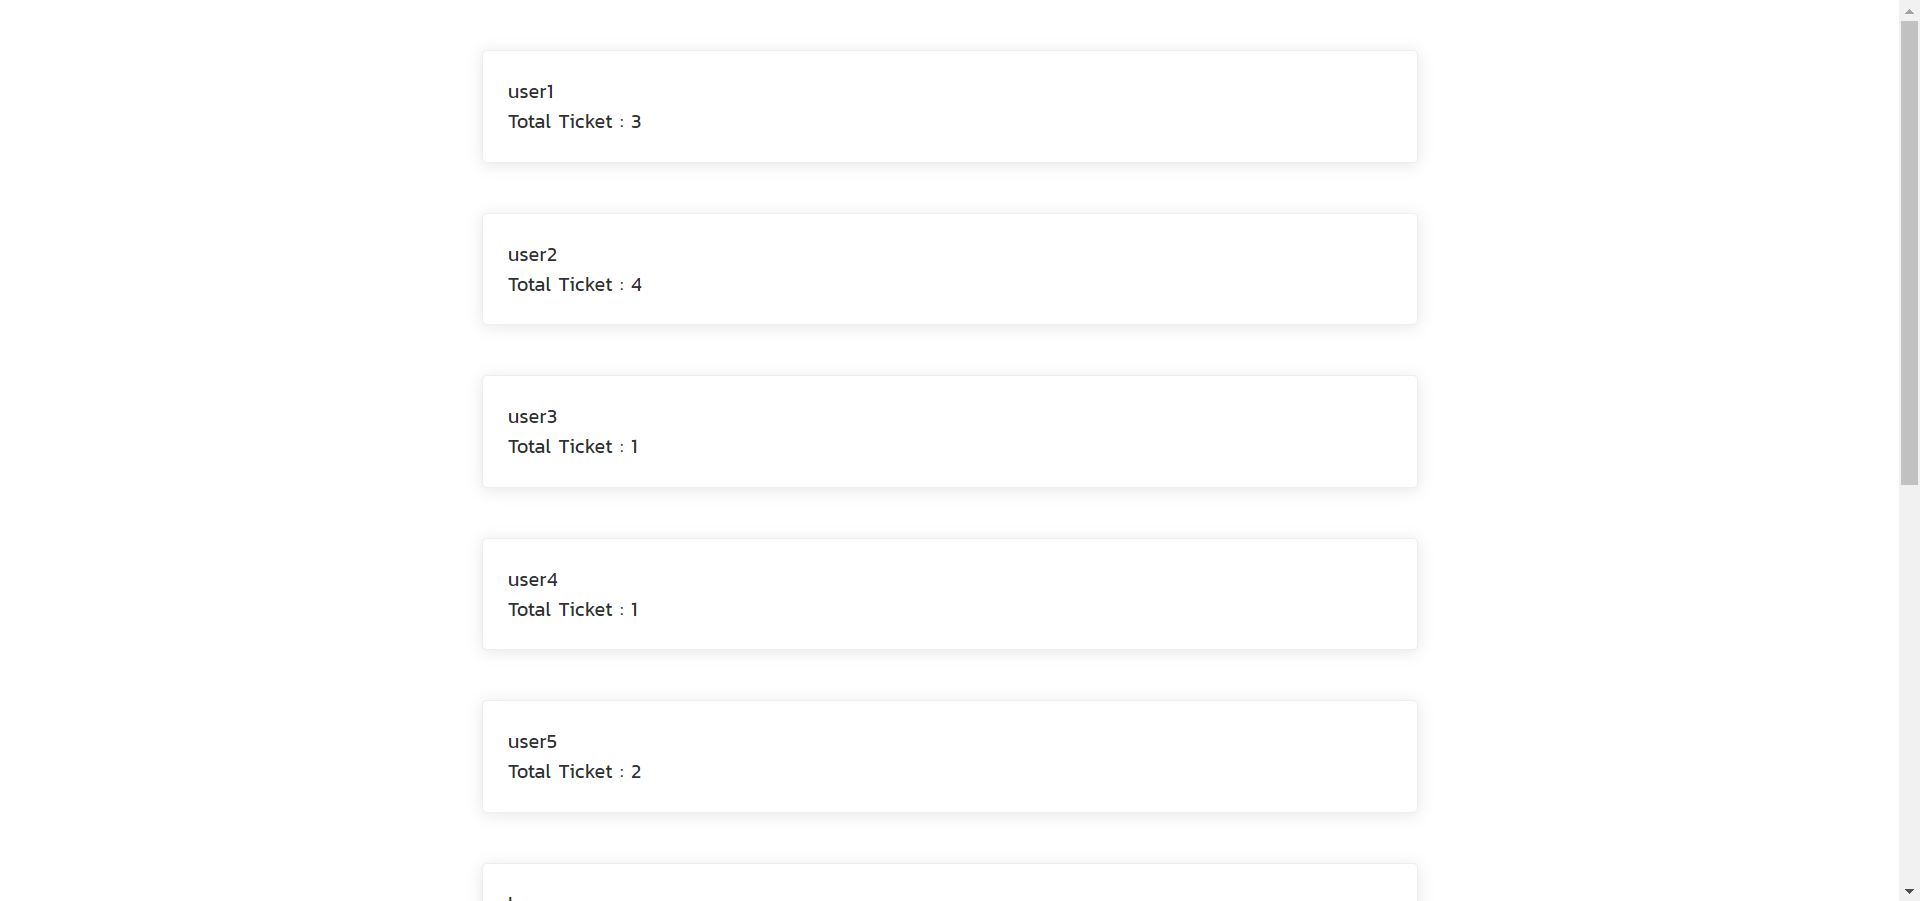 user1
Total Ticket : 3
user2
Total Ticket : 4
user3
Total Ticket : 1
user4
Total Ticket : 1
user5
Total Ticket : 2